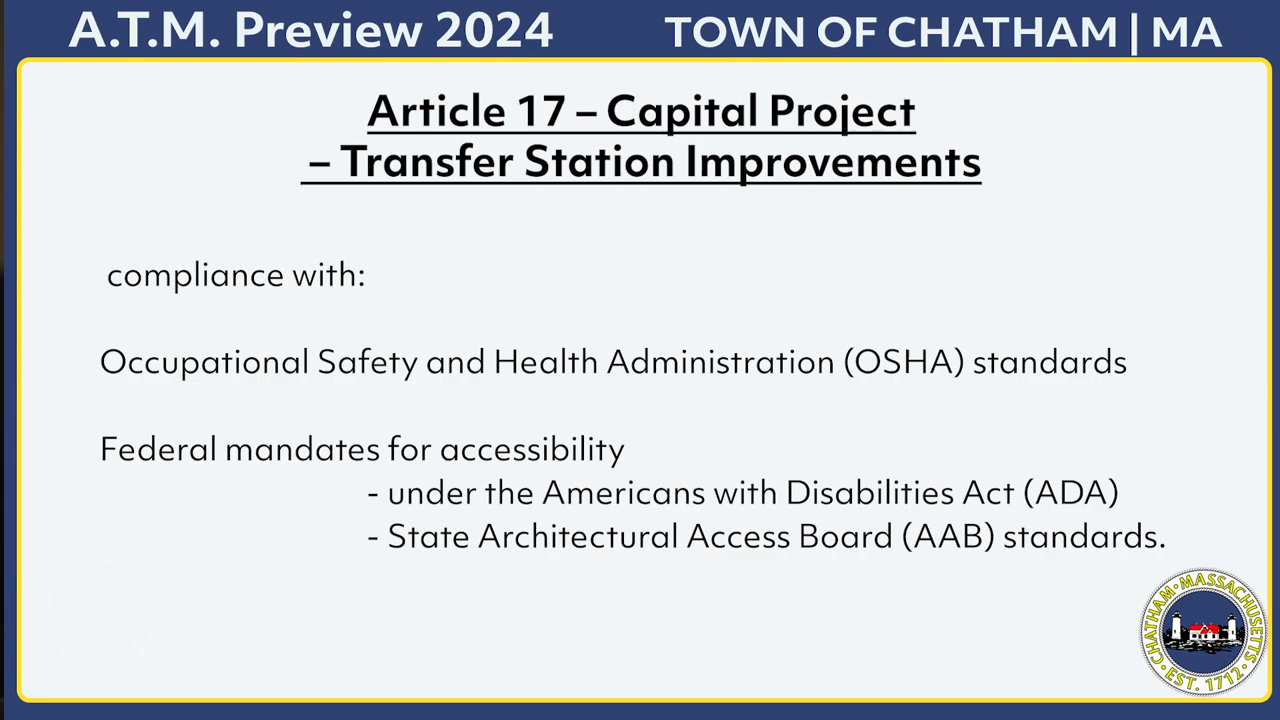 A.T.M. Preview 2024
TOWN OF CHATHAM | MA
Article 17 – Capital Project
– Transfer Station Improvements
compliance with:
Occupational Safety and Health Administration (OSHA) standards
Federal mandates for accessibility
- under the Americans with Disabilities Act (ADA)
- State Architectural Access Board (AAB) standards.
CHATHAM · MASSACHUSETTS
· EST. 1712 ·